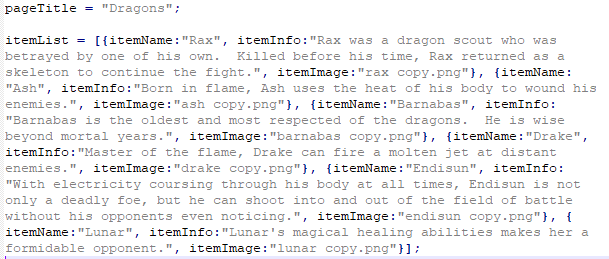 pageTitle = "Dragons";
itemList = [{itemName:"Rax", itemInfo:"Rax was a dragon scout who was
betrayed by one of his own.  Killed before his time, Rax returned as a
skeleton to continue the fight.", itemImage:"rax copy.png"}, {itemName:
"Ash", itemInfo:"Born in flame, Ash uses the heat of his body to wound his
enemies.", itemImage:"ash copy.png"}, {itemName:"Barnabas", itemInfo:
"Barnabas is the oldest and most respected of the dragons.  He is wise
beyond mortal years.", itemImage:"barnabas copy.png"}, {itemName:"Drake",
itemInfo:"Master of the flame, Drake can fire a molten jet at distant
enemies.", itemImage:"drake copy.png"}, {itemName:"Endisun", itemInfo:
"With electricity coursing through his body at all times, Endisun is not
only a deadly foe, but he can shoot into and out of the field of battle
without his opponents even noticing.", itemImage:"endisun copy.png"}, {
itemName:"Lunar", itemInfo:"Lunar's magical healing abilities makes her a
formidable opponent.", itemImage:"lunar copy.png"}];